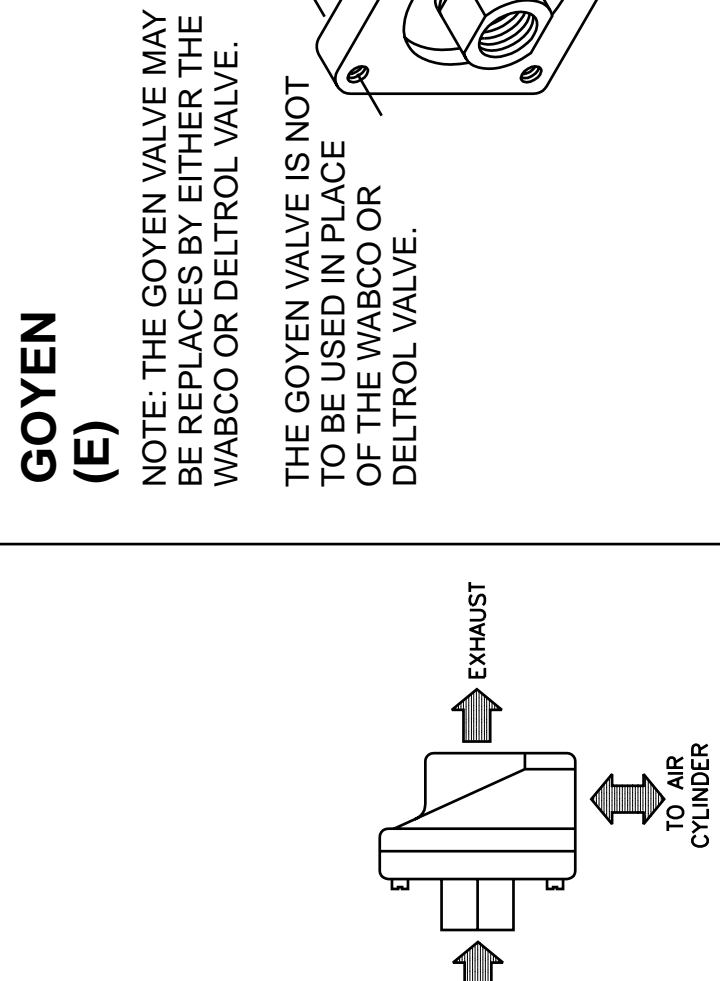 GOYEN
(E)
NOTE: THE GOYEN VALVE MAY
BE REPLACES BY EITHER THE
WABCO OR DELTROL VALVE.
THE GOYEN VALVE IS NOT
TO BE USED IN PLACE
OF THE WABCO OR
DELTROL VALVE.
EXHAUST
TO AIR
CYLINDER